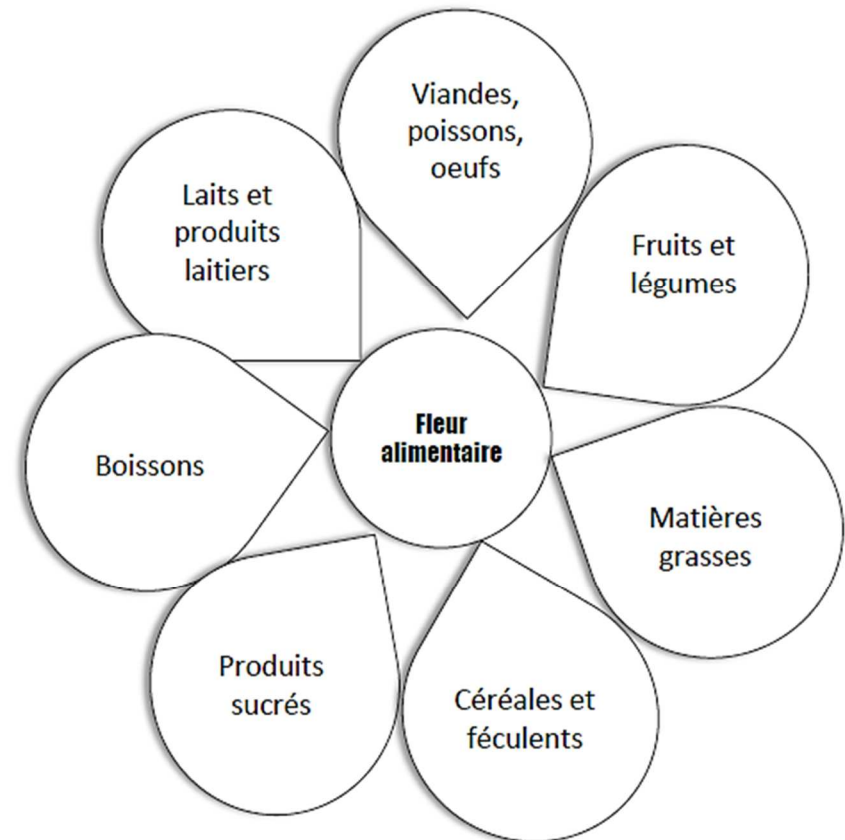 Viandes,
poissons,
oeufs
Fruits et
légumes
Matières
grasses
Céréales et
féculents
Produits
sucrés
Boissons
Laits et
produits
laitiers
Fleur
alimentaire